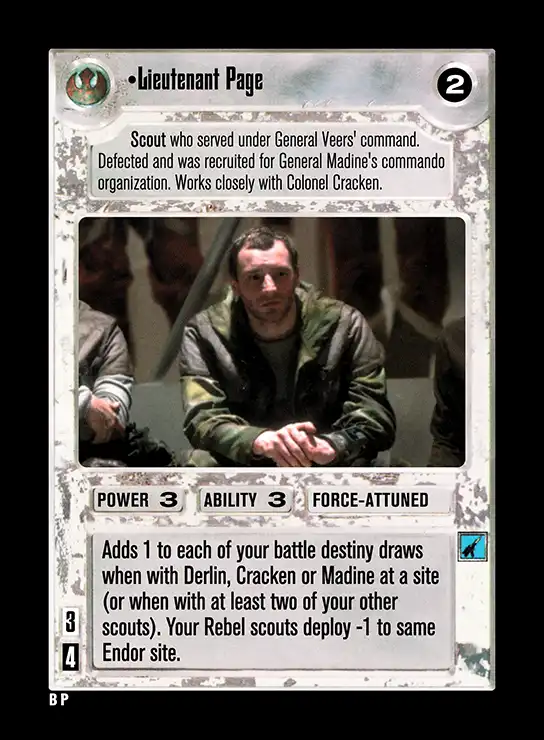 •Lieutenant Page
2
Scout who served under General Veers' command.
Defected and was recruited for General Madine's commando
organization. Works closely with Colonel Cracken.
POWER 3 ABILITY 3 FORCE-ATTUNED
Adds 1 to each of your battle destiny draws
when with Derlin, Cracken or Madine at a site
(or when with at least two of your other
scouts). Your Rebel scouts deploy -1 to same
Endor site.
3
4
B P